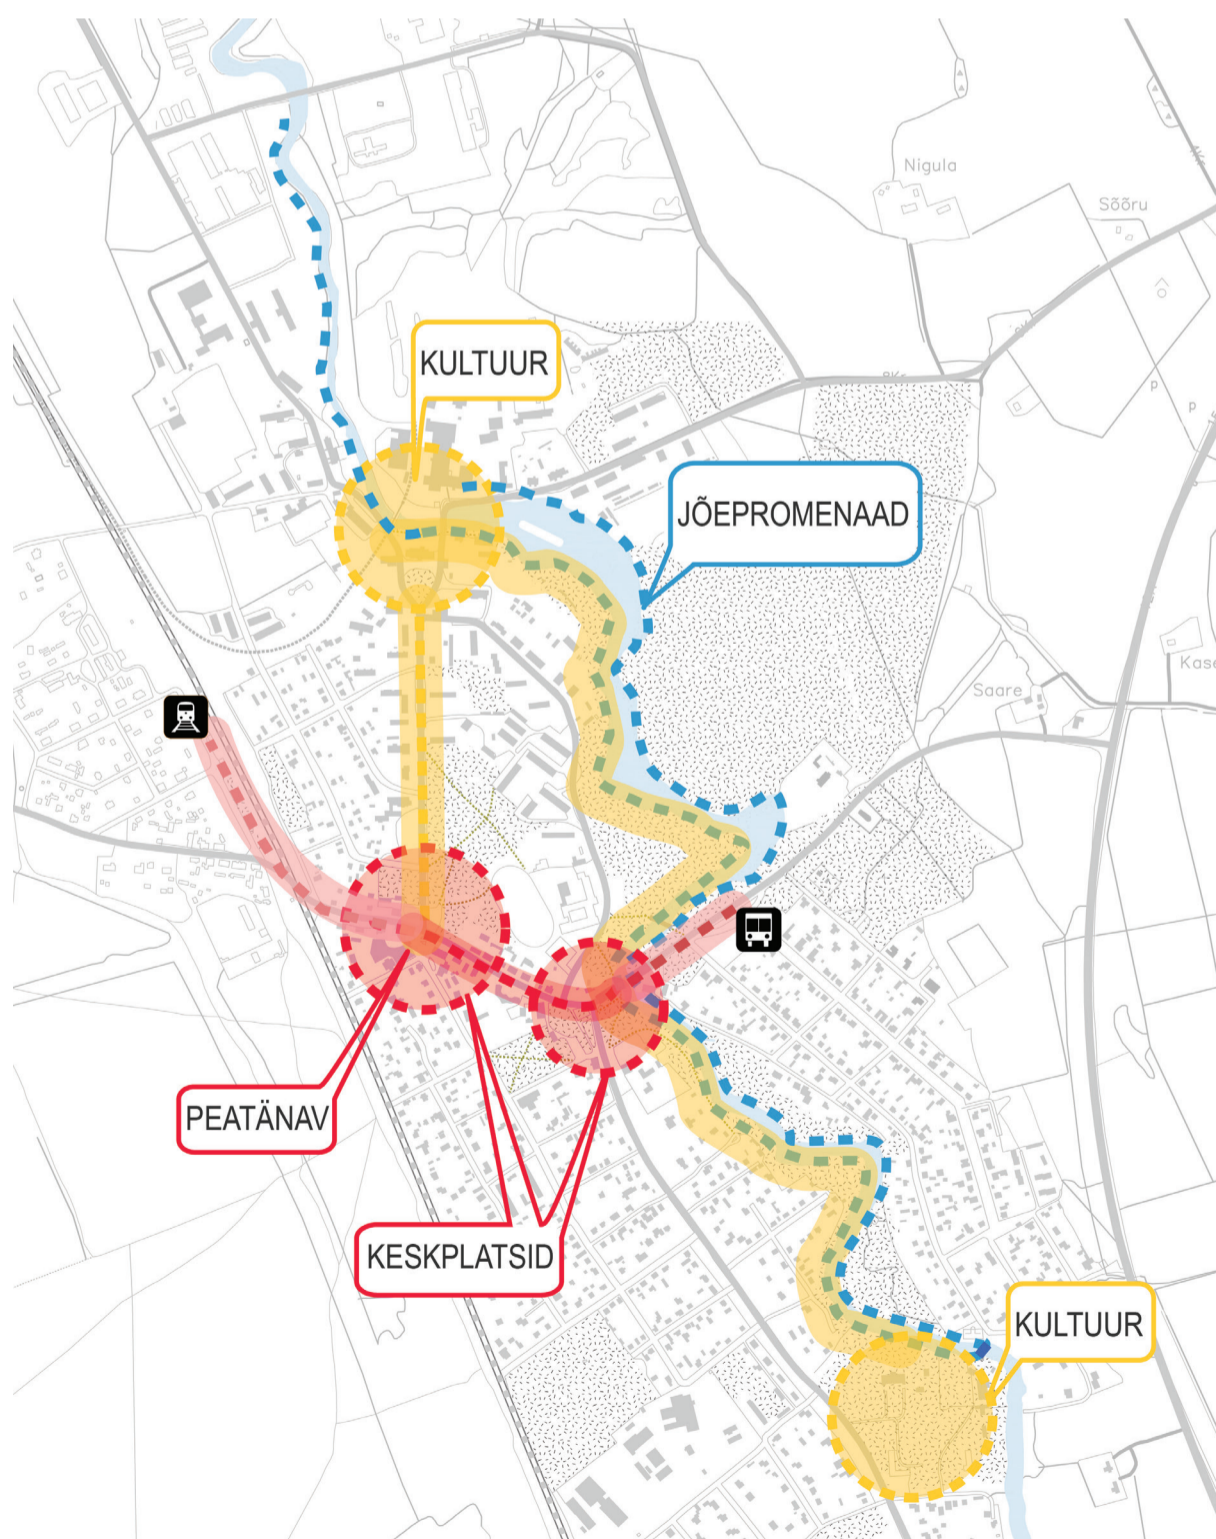 Nigula
Sõõru
KULTUUR
JÕEPROMENAAD
p
p
Kase
Saare
PEATÄNAV
KESKPLATSID
KULTUUR